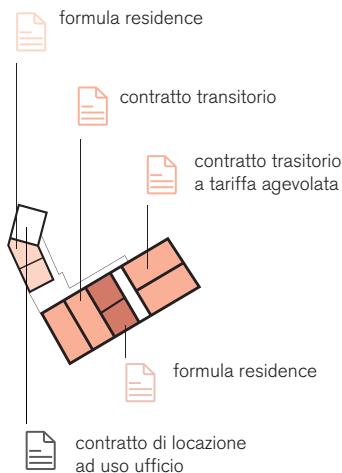 formula residence
contratto transitorio
contratto trasitorio
a tariffa agevolata
formula residence
contratto di locazione
ad uso ufficio